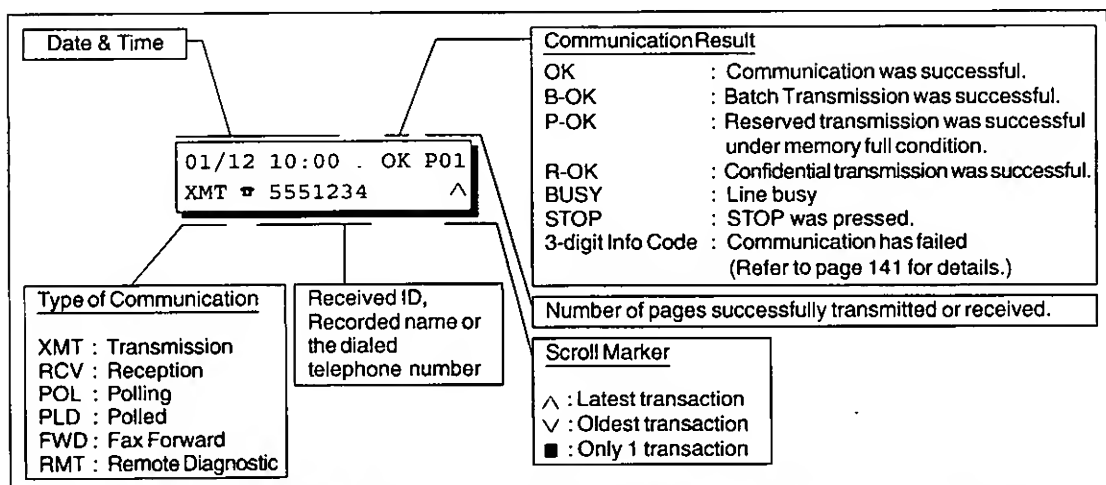 Date & Time
Communication Result
OK : Communication was successful.
B-OK : Batch Transmission was successful.
P-OK : Reserved transmission was successful
under memory full condition.
R-OK : Confidential transmission was successful.
BUSY : Line busy
STOP : STOP was pressed.
3-digit Info Code : Communication has failed
(Refer to page 141 for details.)
01/12 10:00 . OK P01
XMT ☎ 5551234 ∧
Number of pages successfully transmitted or received.
Type of Communication
XMT : Transmission
RCV : Reception
POL : Polling
PLD : Polled
FWD : Fax Forward
RMT : Remote Diagnostic
Received ID,
Recorded name or
the dialed
telephone number
Scroll Marker
∧ : Latest transaction
∨ : Oldest transaction
■ : Only 1 transaction